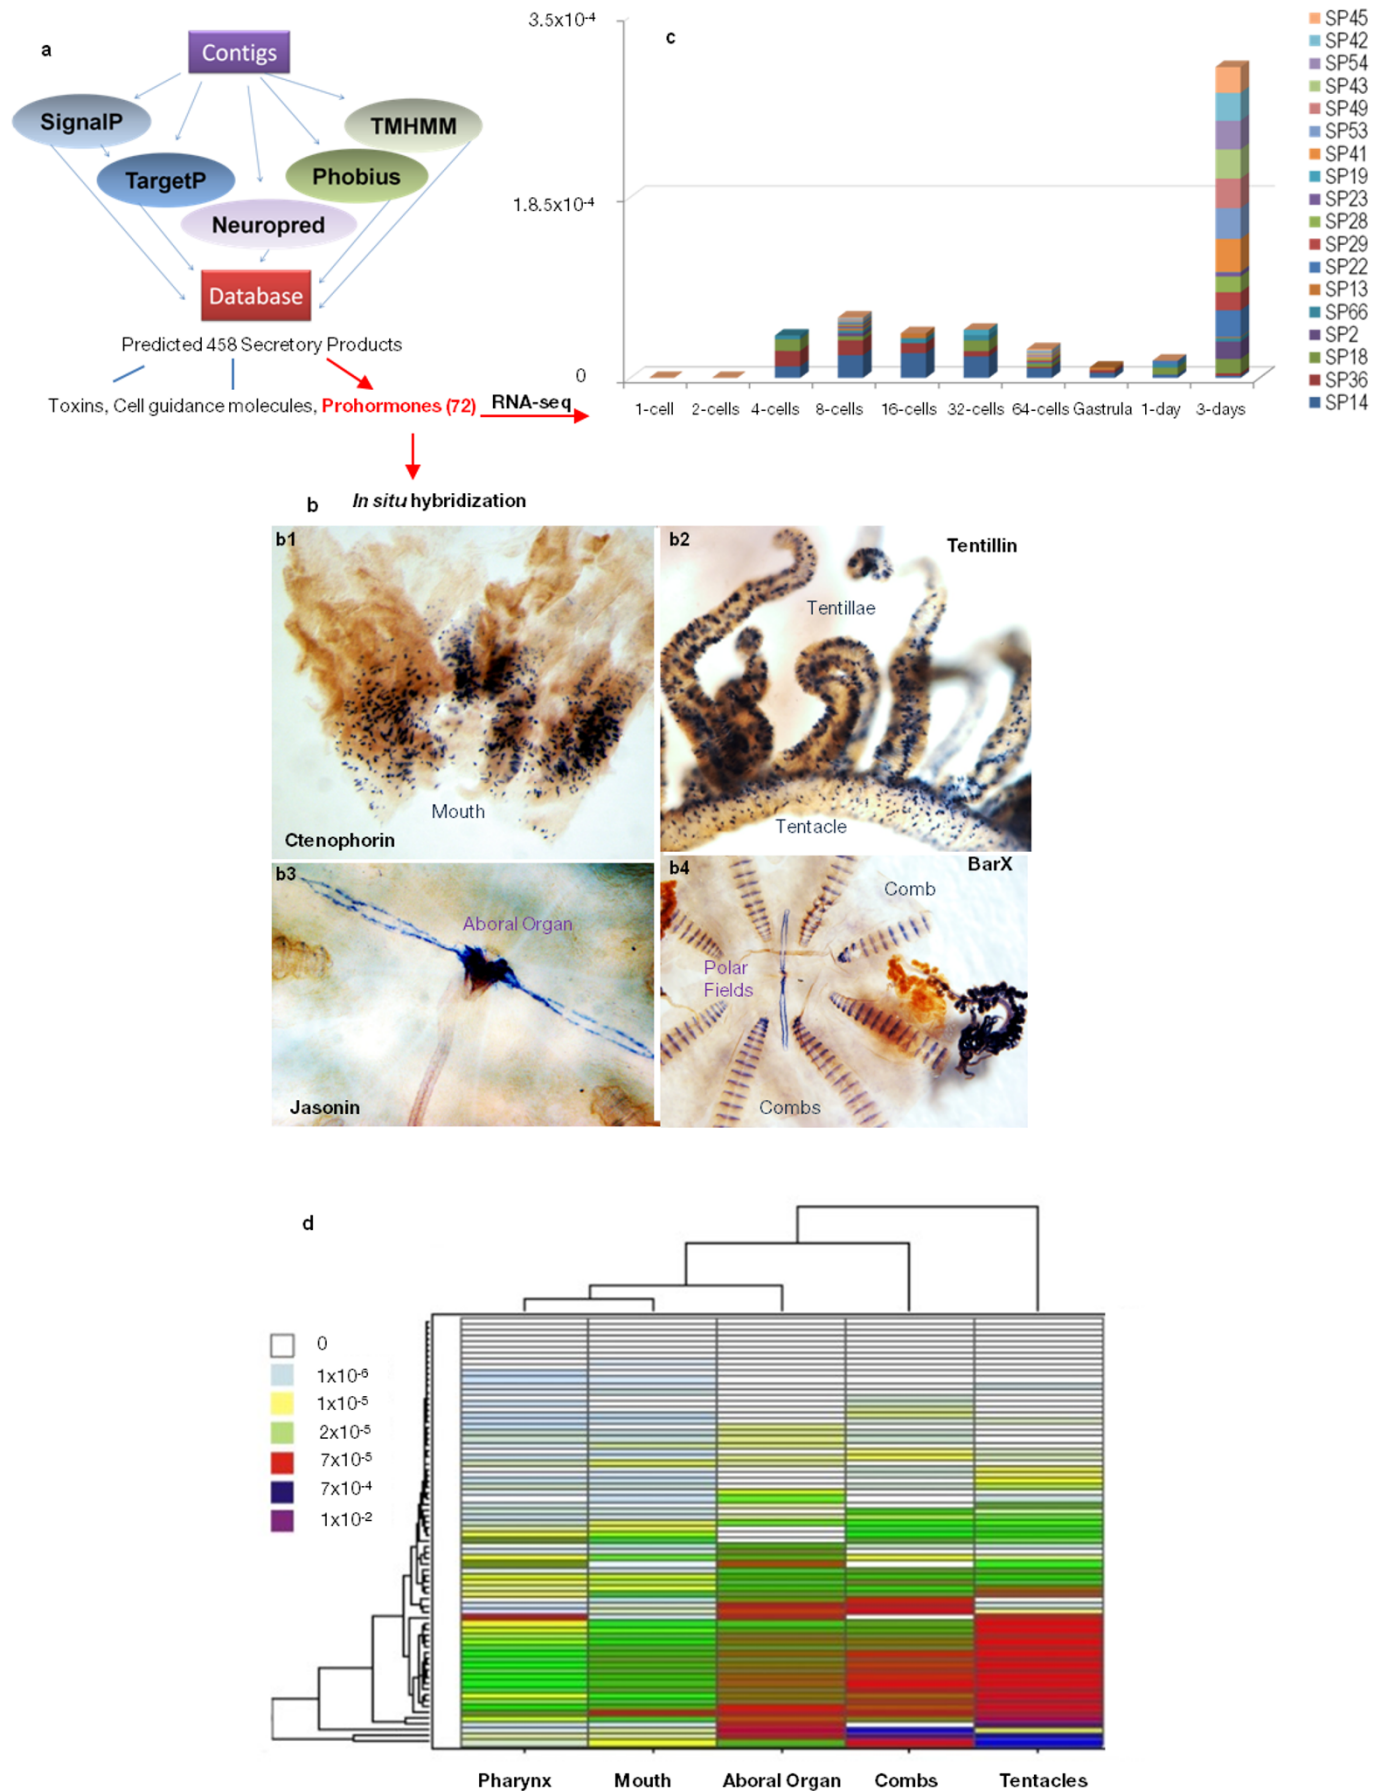 a
Contigs
SignalP
TMHMM
TargetP
Phobius
Neuropred
Database
Predicted 458 Secretory Products
Toxins, Cell guidance molecules, Prohormones (72)
RNA-seq
c
3.5x10-4
1.8.5x10-4
0
1-cell 2-cells 4-cells 8-cells 16-cells 32-cells 64-cells Gastrula 1-day 3-days
SP45
SP42
SP54
SP43
SP49
SP53
SP41
SP19
SP23
SP28
SP29
SP22
SP13
SP66
SP2
SP18
SP36
SP14
b
In situ hybridization
b1
Mouth
Ctenophorin
b2
Tentillin
Tentillae
Tentacle
b3
Aboral Organ
Jasonin
b4
BarX
Comb
Polar
Fields
Combs
d
0
1x10-6
1x10-5
2x10-5
7x10-5
7x10-4
1x10-2
Pharynx Mouth Aboral Organ Combs Tentacles